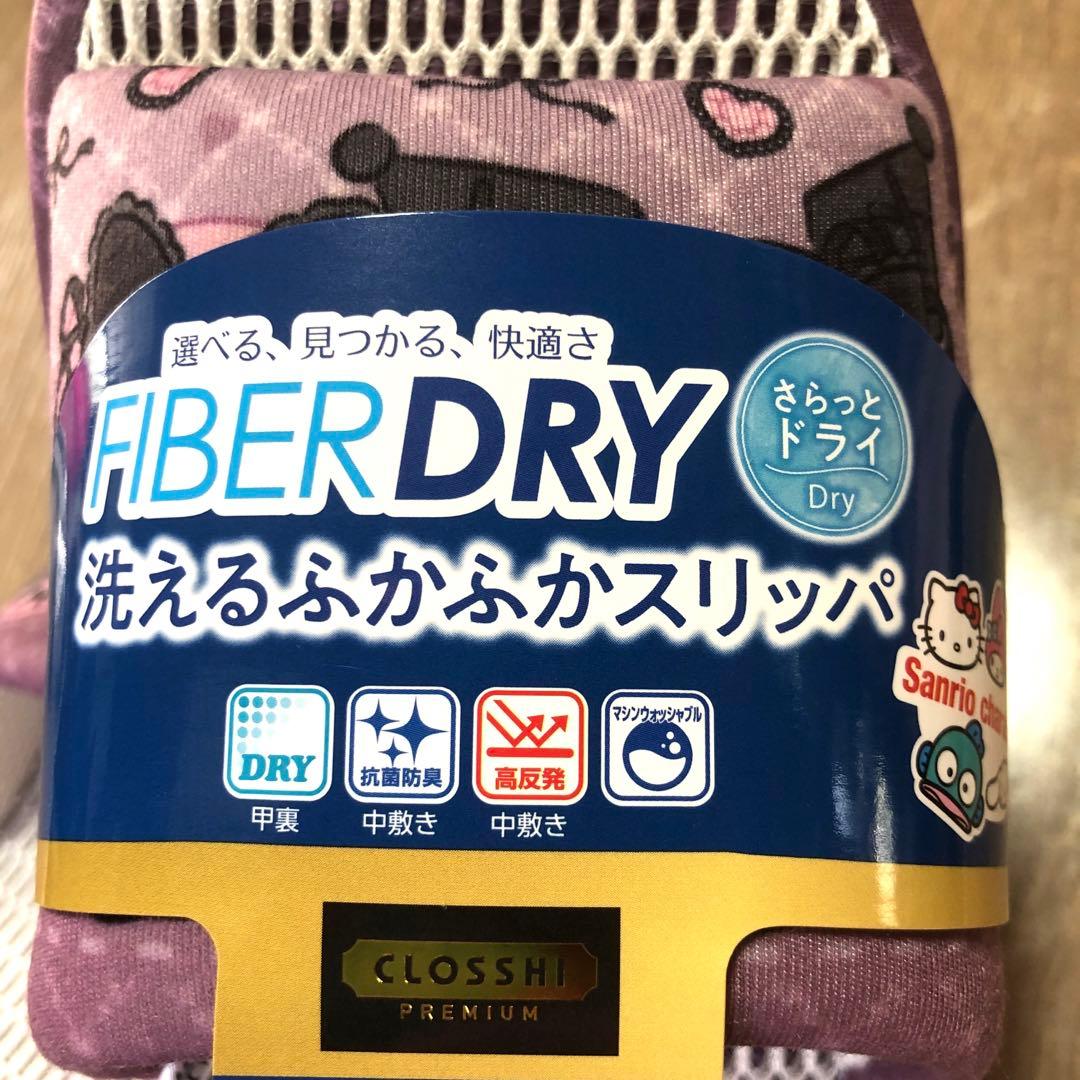 選べる、見つかる、快適さ
FIBER DRY
さらっと
ドライ
Dry
洗えるふかふかスリッパ
Sanrio
DRY
抗菌防臭
高反発
マシンウォッシャブル
甲裏
中敷き
中敷き
CLOSSHI
PREMIUM